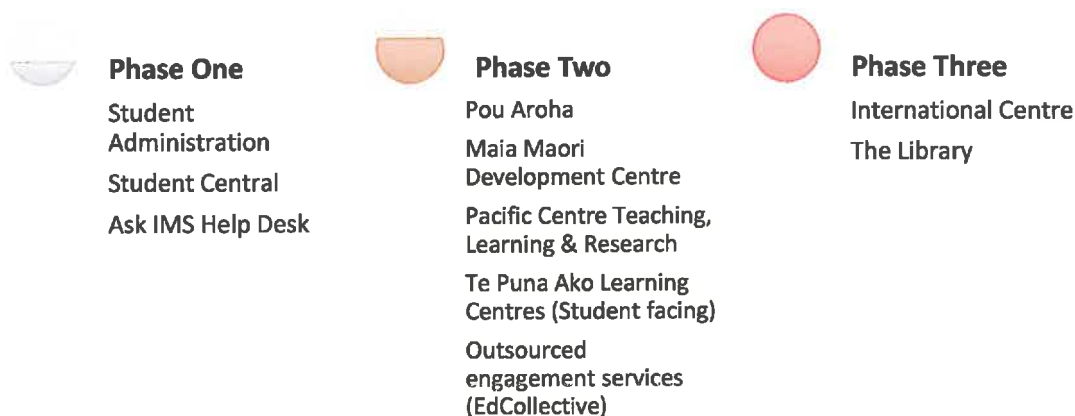 Phase One
Student
Administration
Student Central
Ask IMS Help Desk
Phase Two
Pou Aroha
Maia Maori
Development Centre
Pacific Centre Teaching,
Learning & Research
Te Puna Ako Learning
Centres (Student facing)
Outsourced
engagement services
(EdCollective)
Phase Three
International Centre
The Library